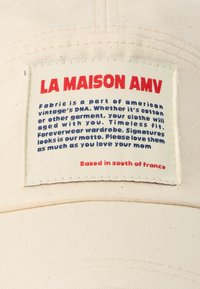 LA MAISON AMV
Fabric is a part of american
vintage's DNA. Whether it's cotton
or other garment, your clothe will
aged with you. Timeless fit.
Foreverwear wardrobe. Signatures
looks is our motto. Please love them
as much as you love your mom
Based in south of france